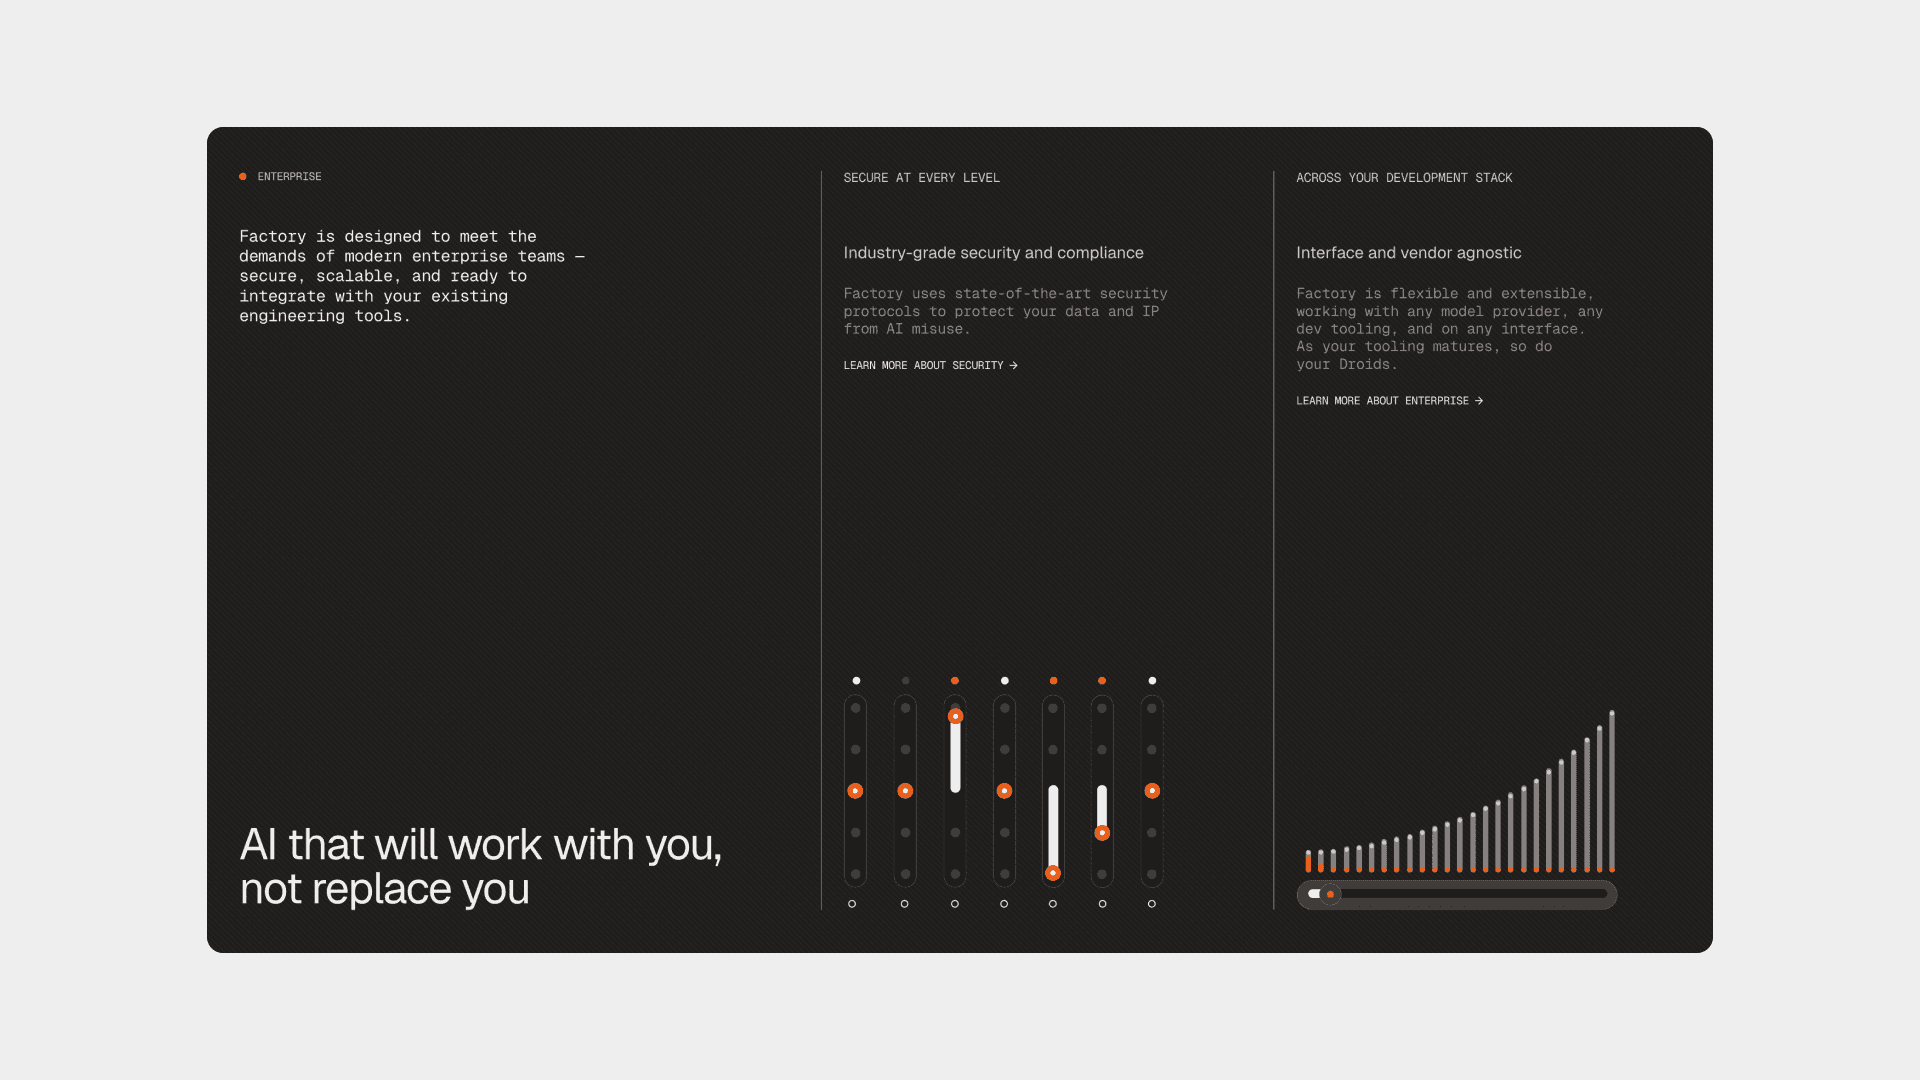 ENTERPRISE
Factory is designed to meet the
demands of modern enterprise teams —
secure, scalable, and ready to
integrate with your existing
engineering tools.
AI that will work with you,
not replace you
SECURE AT EVERY LEVEL
Industry-grade security and compliance
Factory uses state-of-the-art security
protocols to protect your data and IP
from AI misuse.
LEARN MORE ABOUT SECURITY →
ACROSS YOUR DEVELOPMENT STACK
Interface and vendor agnostic
Factory is flexible and extensible,
working with any model provider, any
dev tooling, and on any interface.
As your tooling matures, so do
your Droids.
LEARN MORE ABOUT ENTERPRISE →